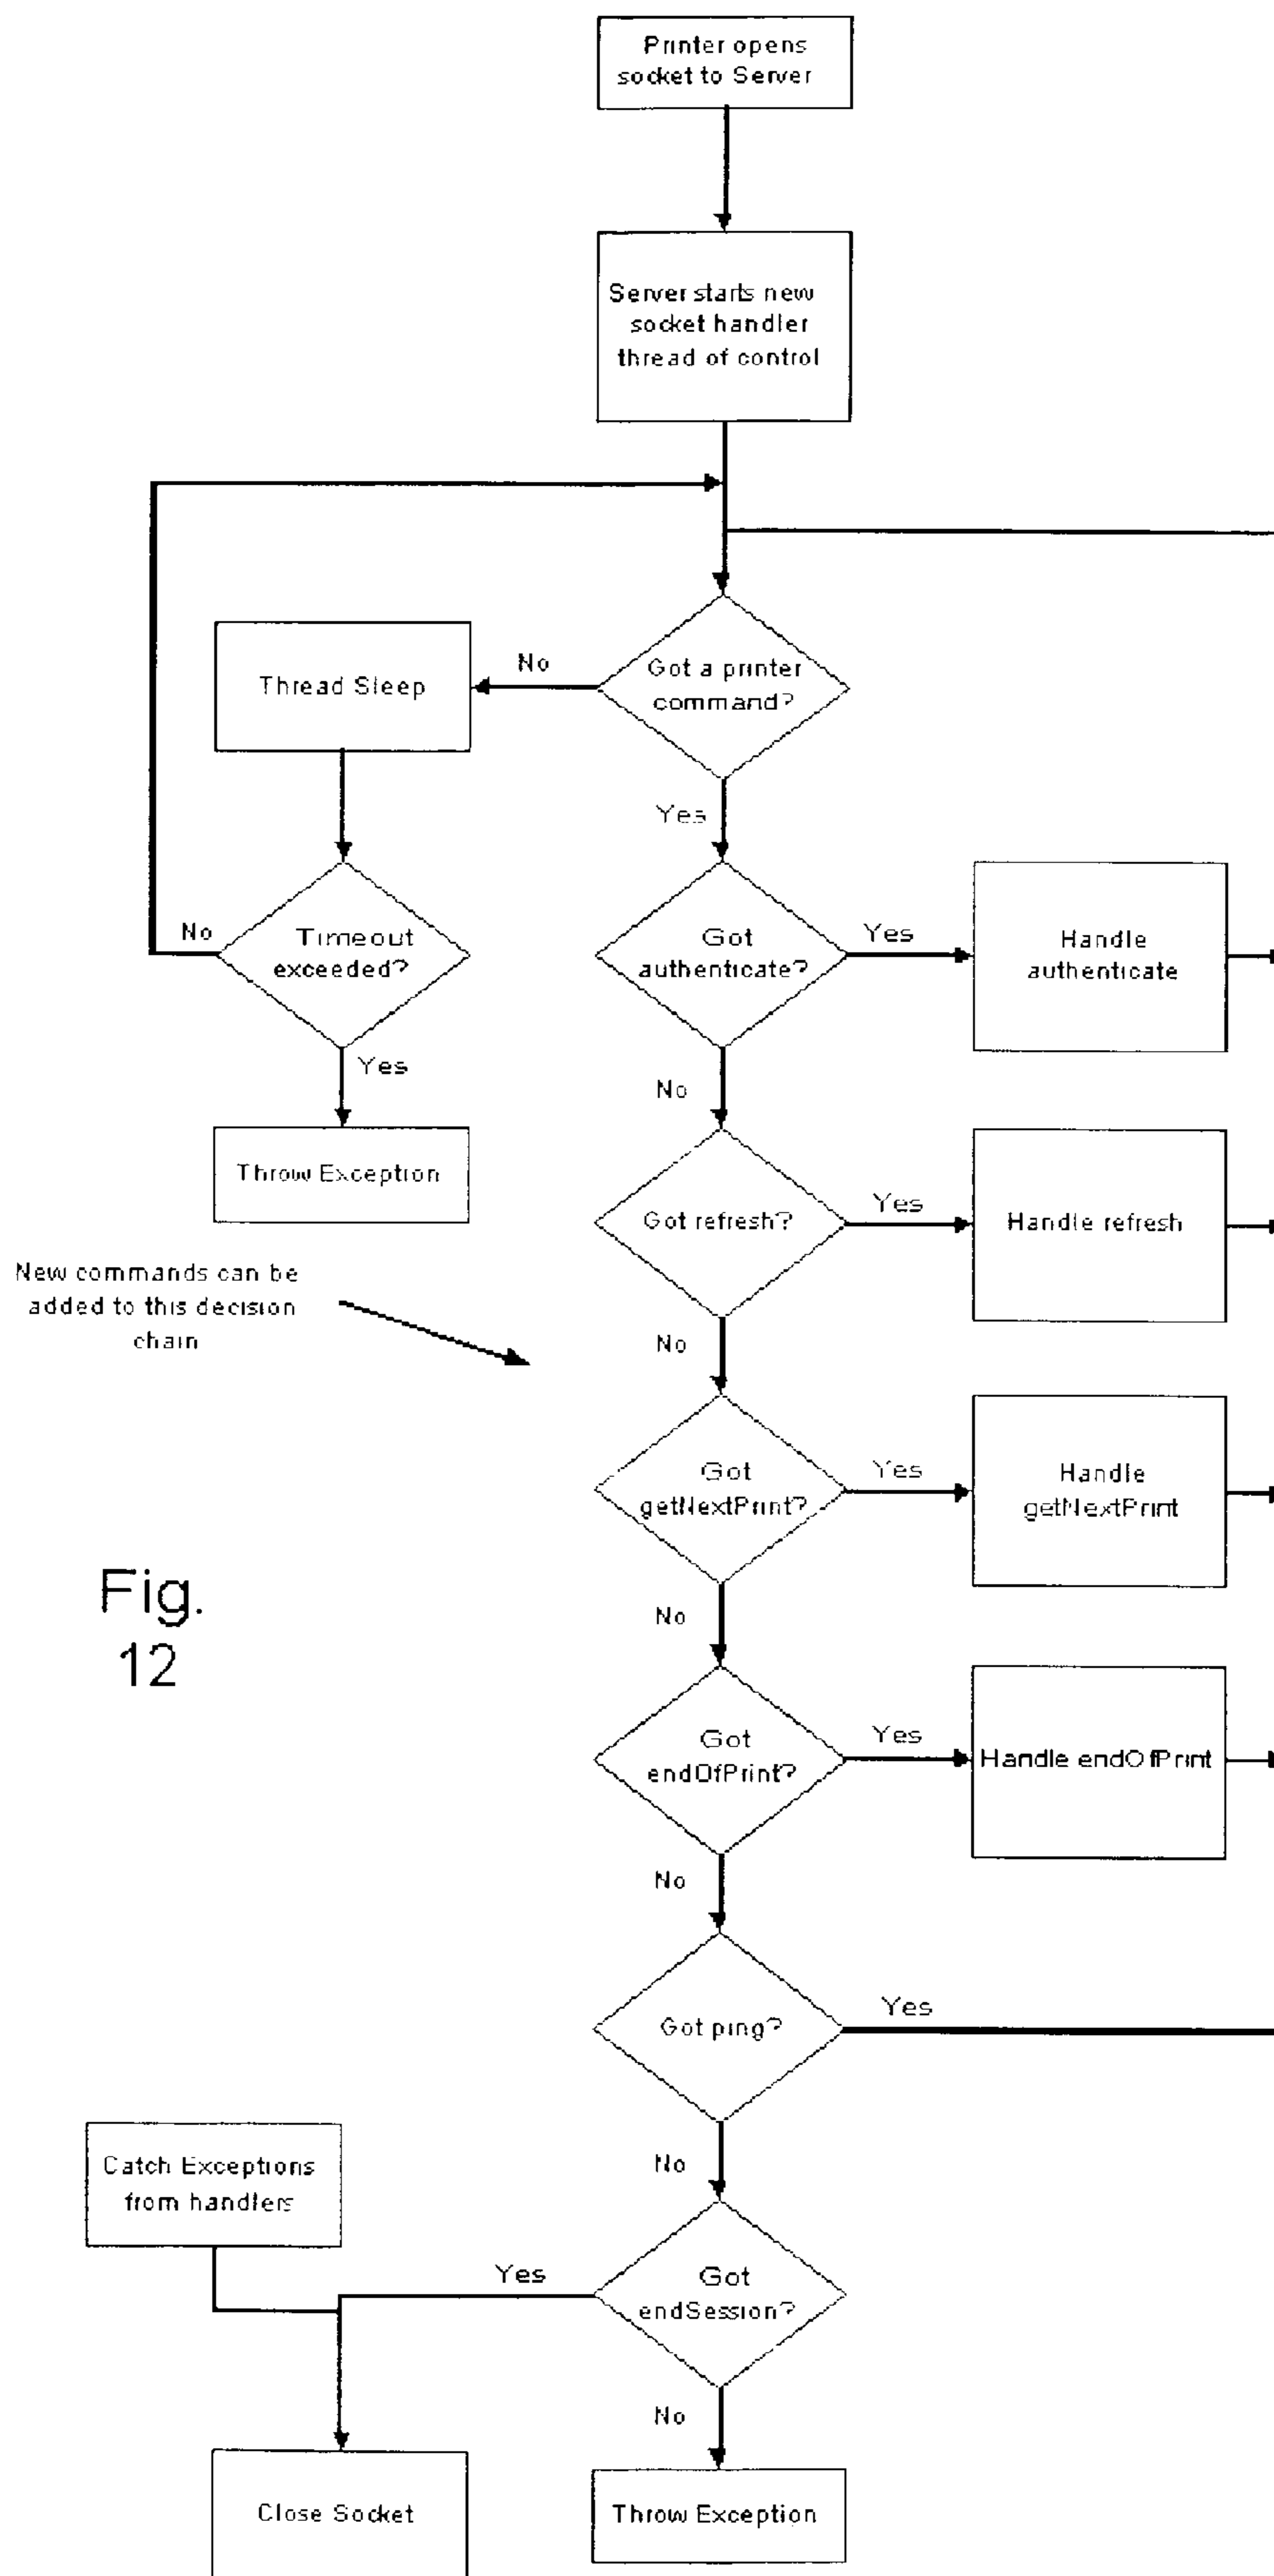 Printer opens
socket to Server
Server starts new
socket handler
thread of control
Got a printer
command?
No
Thread Sleep
Yes
Timeout
exceeded?
No
Yes
Throw Exception
Got
authenticate?
Yes
Handle
authenticate
No
Got refresh?
Yes
Handle refresh
New commands can be
added to this decision
chain
No
Got
getNextPrint?
Yes
Handle
getNextPrint
Fig.
12
No
Got
endOfPrint?
Yes
Handle endOfPrint
No
Got ping?
Yes
No
Catch Exceptions
from handlers
Got
endSession?
Yes
No
Close Socket
Throw Exception